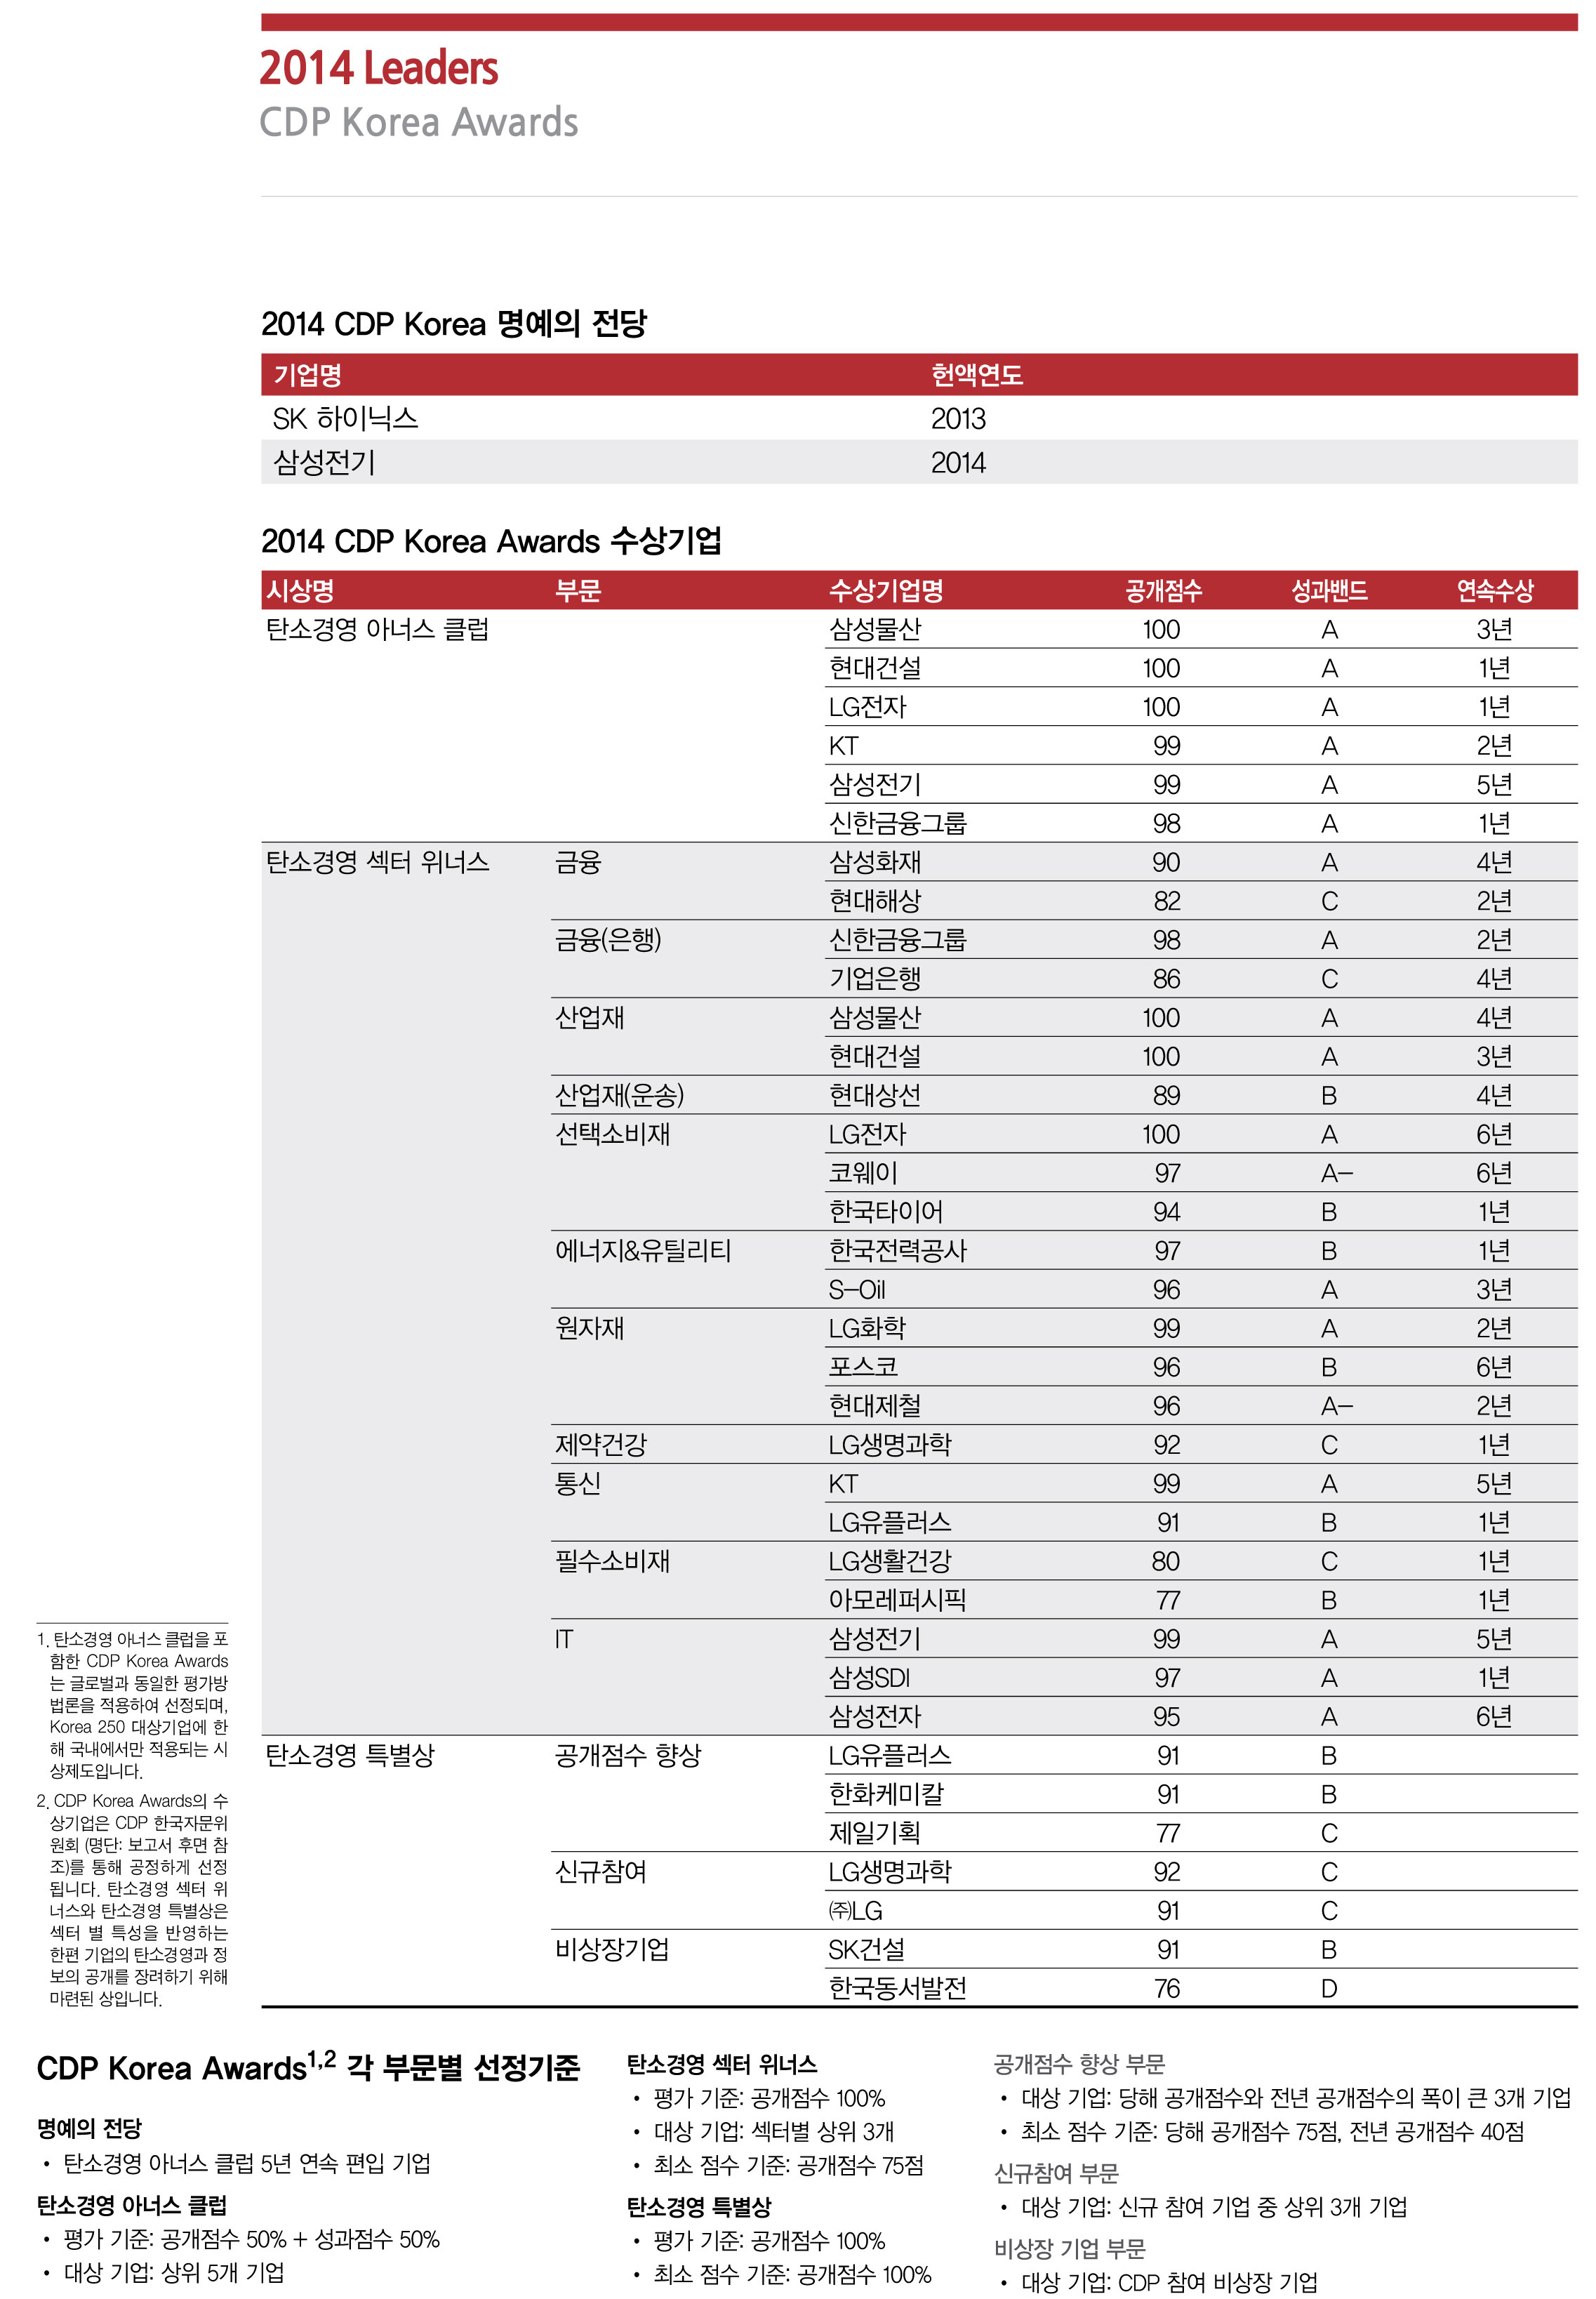 2014 Leaders
CDP Korea Awards
2014 CDP Korea 명예의 전당
기업명 헌액연도
SK 하이닉스 2013
삼성전기 2014
2014 CDP Korea Awards 수상기업
시상명 부문 수상기업명 공개점수 성과밴드 연속수상
탄소경영 아너스 클럽 삼성물산 100 A 3년
현대건설 100 A 1년
LG전자 100 A 1년
KT 99 A 2년
삼성전기 99 A 5년
신한금융그룹 98 A 1년
탄소경영 섹터 위너스 금융 삼성화재 90 A 4년
현대해상 82 C 2년
금융(은행) 신한금융그룹 98 A 2년
기업은행 86 C 4년
산업재 삼성물산 100 A 4년
현대건설 100 A 3년
산업재(운송) 현대상선 89 B 4년
선택소비재 LG전자 100 A 6년
코웨이 97 A− 6년
한국타이어 94 B 1년
에너지&유틸리티 한국전력공사 97 B 1년
S−Oil 96 A 3년
원자재 LG화학 99 A 2년
포스코 96 B 6년
현대제철 96 A− 2년
제약건강 LG생명과학 92 C 1년
통신 KT 99 A 5년
LG유플러스 91 B 1년
필수소비재 LG생활건강 80 C 1년
아모레퍼시픽 77 B 1년
IT 삼성전기 99 A 5년
삼성SDI 97 A 1년
삼성전자 95 A 6년
탄소경영 특별상 공개점수 향상 LG유플러스 91 B
한화케미칼 91 B
제일기획 77 C
신규참여 LG생명과학 92 C
㈜LG 91 C
비상장기업 SK건설 91 B
한국동서발전 76 D
1. 탄소경영 아너스 클럽을 포
함한 CDP Korea Awards
는 글로벌과 동일한 평가방
법론을 적용하여 선정되며,
Korea 250 대상기업에 한
해 국내에서만 적용되는 시
상제도입니다.
2. CDP Korea Awards의 수
상기업은 CDP 한국자문위
원회 (명단: 보고서 후면 참
조)를 통해 공정하게 선정
됩니다. 탄소경영 섹터 위
너스와 탄소경영 특별상은
섹터 별 특성을 반영하는
한편 기업의 탄소경영과 정
보의 공개를 장려하기 위해
마련된 상입니다.
CDP Korea Awards1,2 각 부문별 선정기준
명예의 전당
• 탄소경영 아너스 클럽 5년 연속 편입 기업
탄소경영 아너스 클럽
• 평가 기준: 공개점수 50% + 성과점수 50%
• 대상 기업: 상위 5개 기업
탄소경영 섹터 위너스
• 평가 기준: 공개점수 100%
• 대상 기업: 섹터별 상위 3개
• 최소 점수 기준: 공개점수 75점
탄소경영 특별상
• 평가 기준: 공개점수 100%
• 최소 점수 기준: 공개점수 100%
공개점수 향상 부문
• 대상 기업: 당해 공개점수와 전년 공개점수의 폭이 큰 3개 기업
• 최소 점수 기준: 당해 공개점수 75점, 전년 공개점수 40점
신규참여 부문
• 대상 기업: 신규 참여 기업 중 상위 3개 기업
비상장 기업 부문
• 대상 기업: CDP 참여 비상장 기업